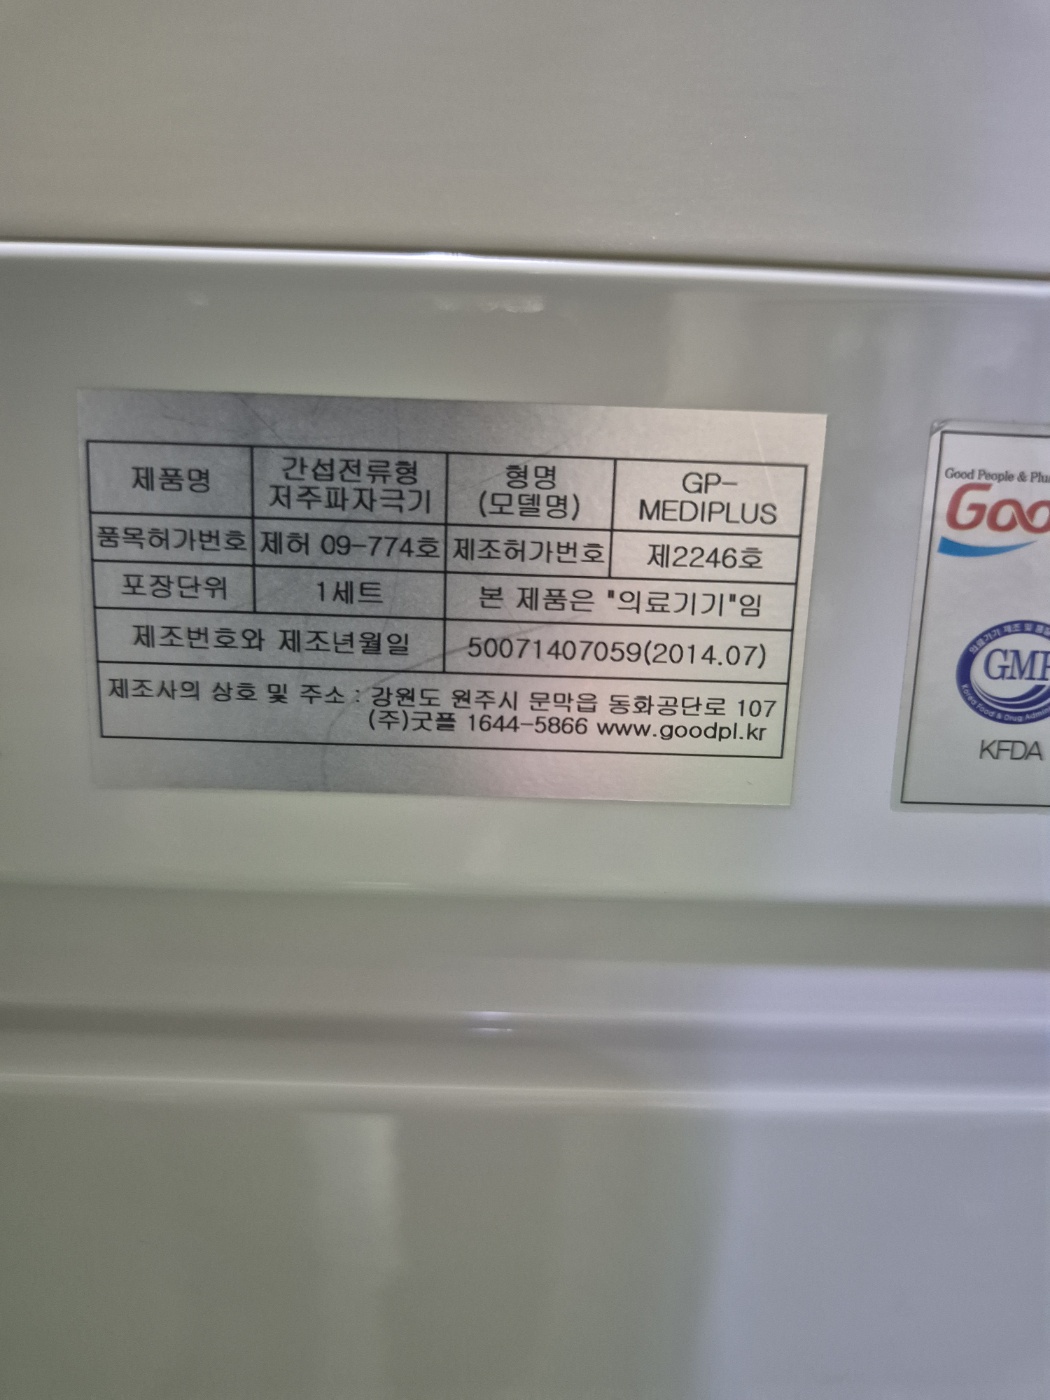 제품명 간섭전류형 저주파자극기 형명 (모델명) GP-MEDIPLUS
품목허가번호 제허 09-774호 제조허가번호 제2246호
포장단위 1세트 본 제품은 "의료기기"임
제조번호와 제조년월일 50071407059(2014.07)
제조사의 상호 및 주소 : 강원도 원주시 문막읍 동화공단로 107
(주)굿플 1644-5866 www.goodpl.kr
Good People &
Goo
GMP
KFDA